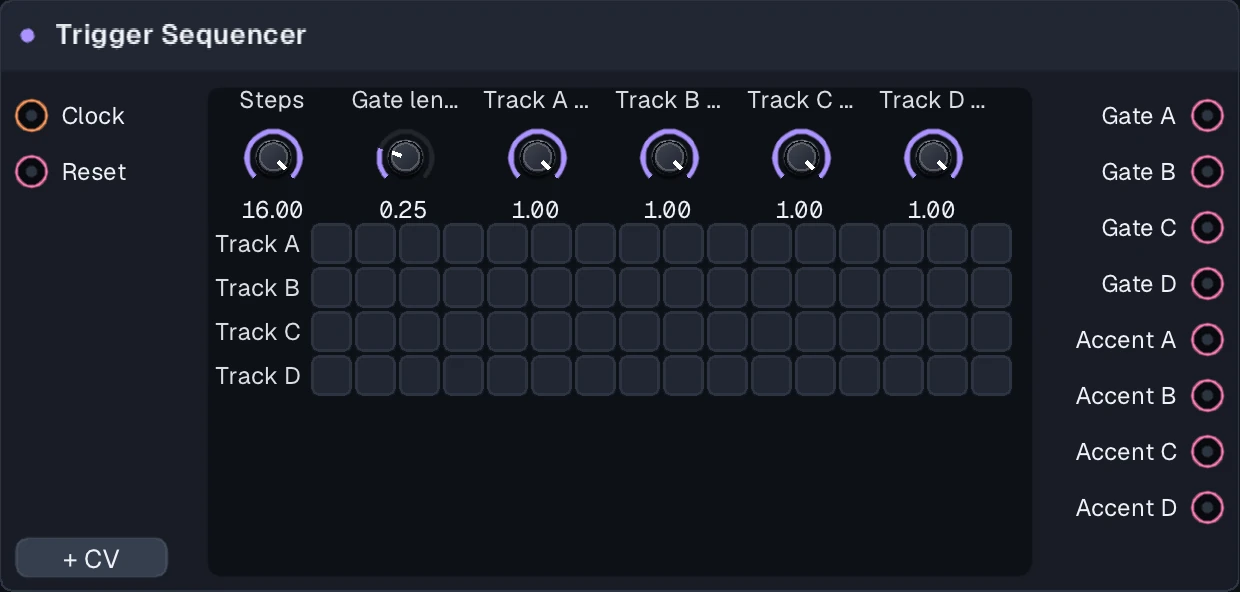 Trigger Sequencer
Clock
Reset
Steps Gate len... Track A ... Track B ... Track C ... Track D ...
16.00 0.25 1.00 1.00 1.00 1.00
Track A
Track B
Track C
Track D
+ CV
Gate A
Gate B
Gate C
Gate D
Accent A
Accent B
Accent C
Accent D